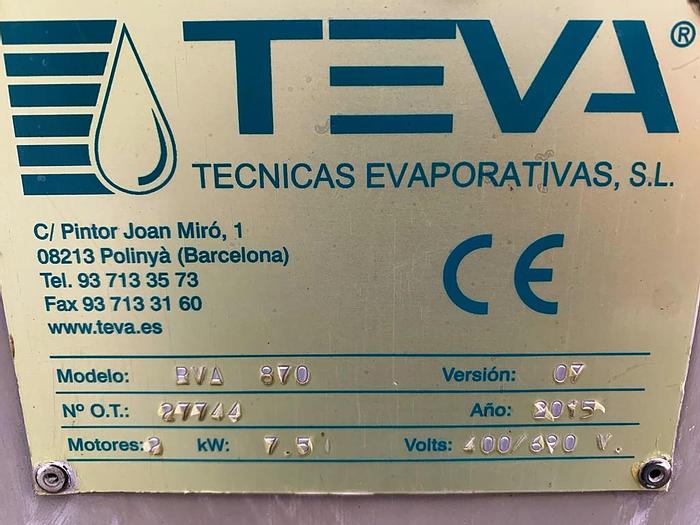 TEVA®
TECNICAS EVAPORATIVAS, S.L.
C/ Pintor Joan Miró, 1
08213 Polinyà (Barcelona)
Tel. 93 713 35 73
Fax 93 713 31 60
www.teva.es
CE
Modelo: RVA 870 Versión: 07
Nº O.T.: 27744 Año: 2015
Motores: 2 kW: 7.5 Volts: 400/690 V.